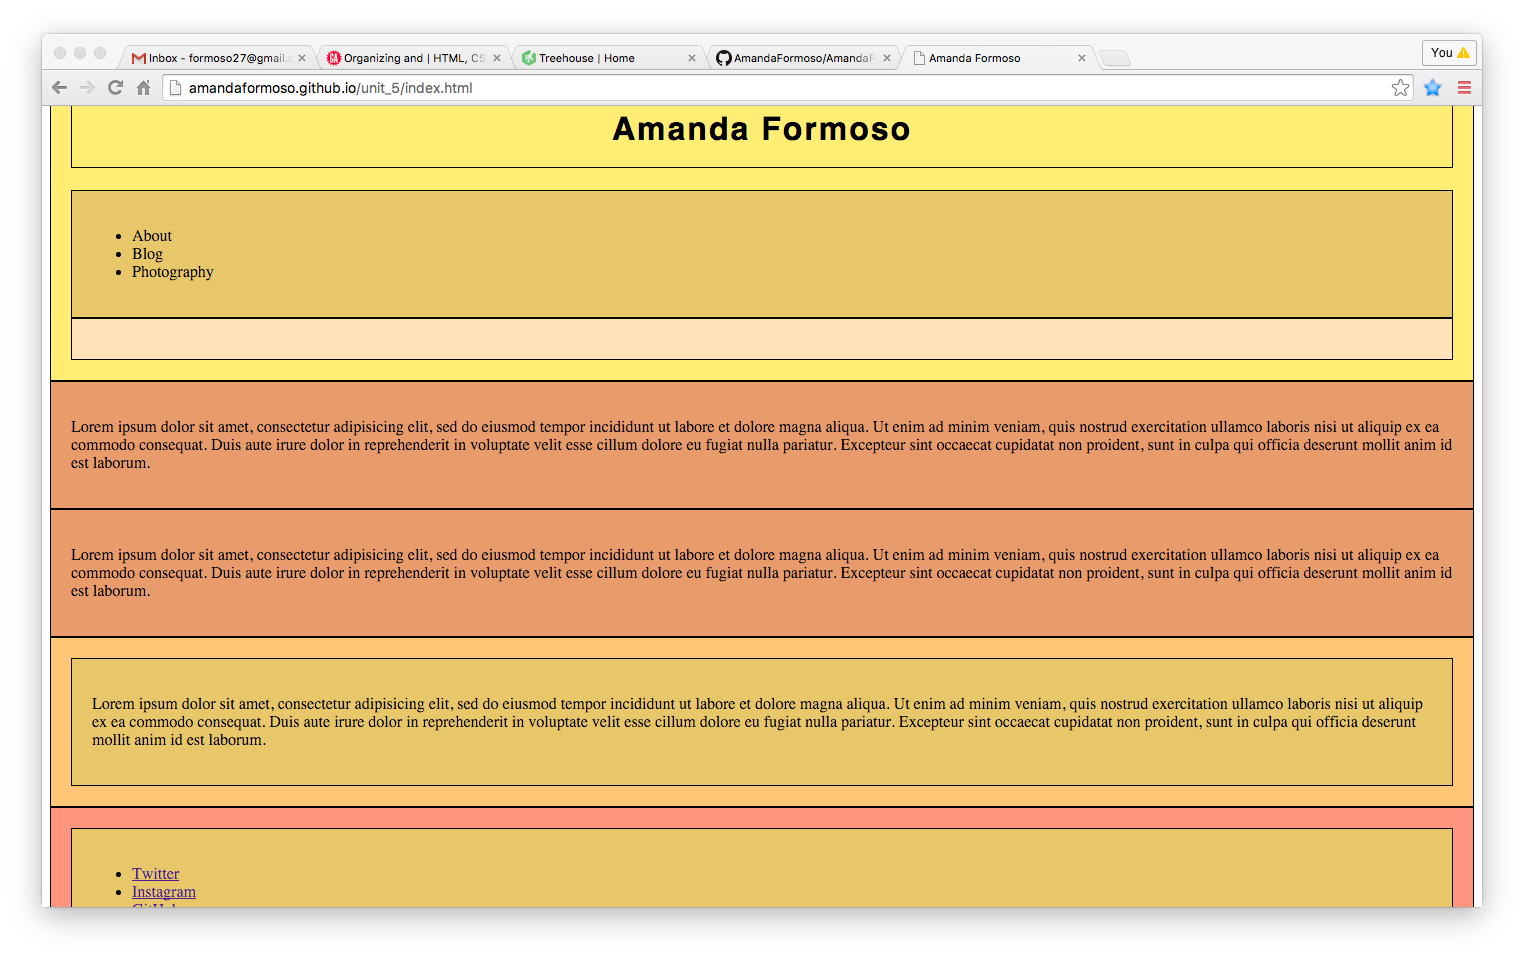 Inbox - formoso27@gmail.
Organizing and | HTML, CS
Treehouse | Home
AmandaFormoso/AmandaF
Amanda Formoso
You
amandaformoso.github.io/unit_5/index.html
Amanda Formoso
About
Blog
Photography
Lorem ipsum dolor sit amet, consectetur adipisicing elit, sed do eiusmod tempor incididunt ut labore et dolore magna aliqua. Ut enim ad minim veniam, quis nostrud exercitation ullamco laboris nisi ut aliquip ex ea
commodo consequat. Duis aute irure dolor in reprehenderit in voluptate velit esse cillum dolore eu fugiat nulla pariatur. Excepteur sint occaecat cupidatat non proident, sunt in culpa qui officia deserunt mollit anim id
est laborum.
Lorem ipsum dolor sit amet, consectetur adipisicing elit, sed do eiusmod tempor incididunt ut labore et dolore magna aliqua. Ut enim ad minim veniam, quis nostrud exercitation ullamco laboris nisi ut aliquip ex ea
commodo consequat. Duis aute irure dolor in reprehenderit in voluptate velit esse cillum dolore eu fugiat nulla pariatur. Excepteur sint occaecat cupidatat non proident, sunt in culpa qui officia deserunt mollit anim id
est laborum.
Lorem ipsum dolor sit amet, consectetur adipisicing elit, sed do eiusmod tempor incididunt ut labore et dolore magna aliqua. Ut enim ad minim veniam, quis nostrud exercitation ullamco laboris nisi ut aliquip
ex ea commodo consequat. Duis aute irure dolor in reprehenderit in voluptate velit esse cillum dolore eu fugiat nulla pariatur. Excepteur sint occaecat cupidatat non proident, sunt in culpa qui officia deserunt
mollit anim id est laborum.
Twitter
Instagram
GitHub